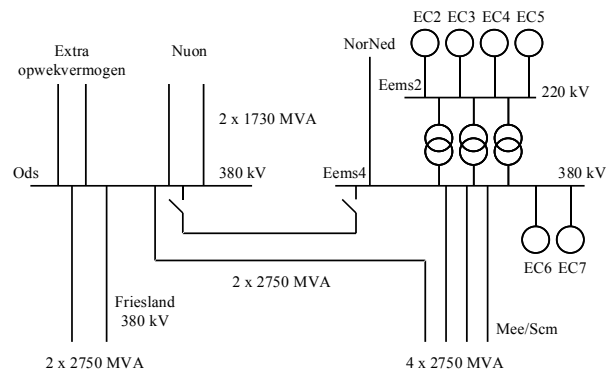 EC2 EC3 EC4 EC5
Extra
opwekvermogen
Nuon
NorNed
Eems2
220 kV
2 x 1730 MVA
Ods
380 kV
Eems4
380 kV
EC6 EC7
2 x 2750 MVA
Friesland
380 kV
Mee/Scm
2 x 2750 MVA
4 x 2750 MVA